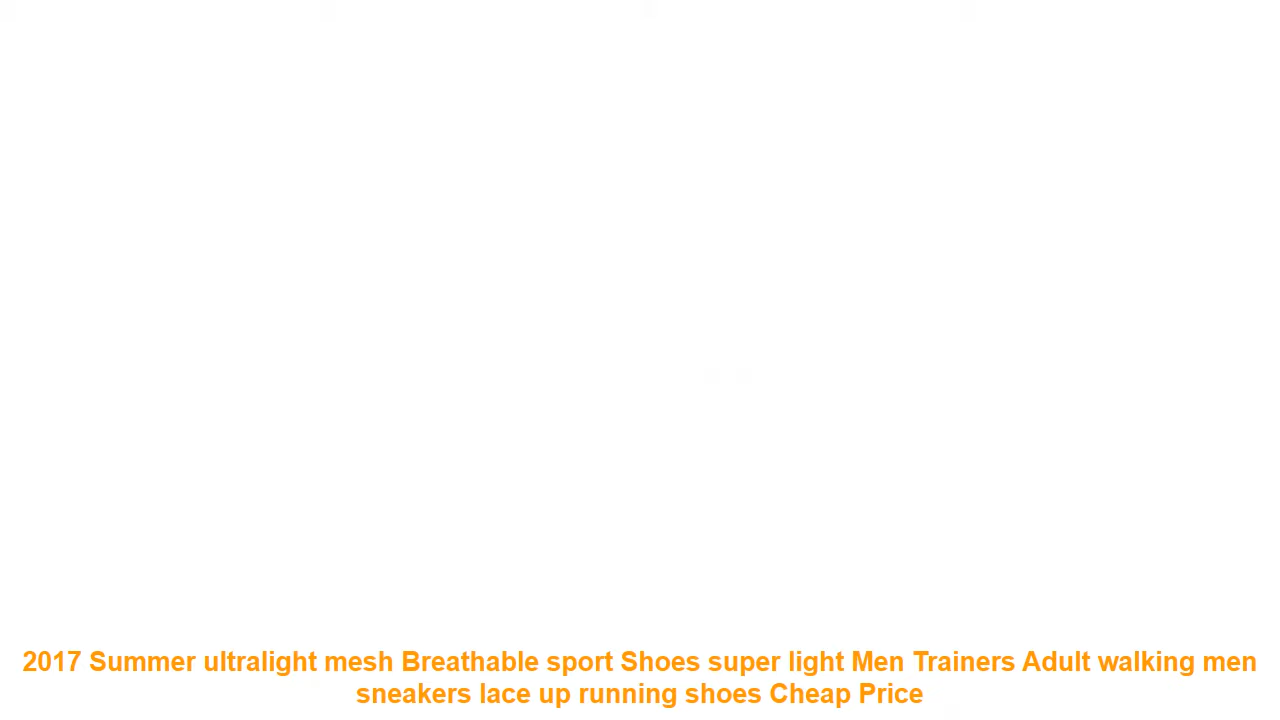 2017 Summer ultralight mesh Breathable sport Shoes super light Men Trainers Adult walking men
sneakers lace up running shoes Cheap Price